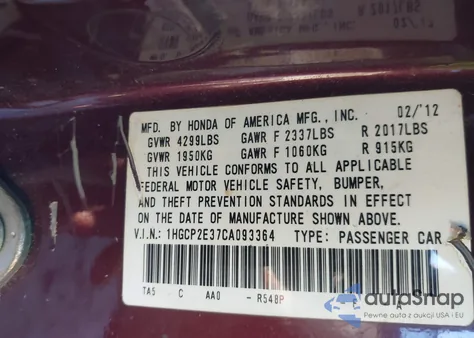 MFD. BY HONDA OF AMERICA MFG., INC. 02/'12
GVWR 4299LBS GAWR F 2337LBS R 2017LBS
GVWR 1950KG GAWR F 1060KG R 915KG
THIS VEHICLE CONFORMS TO ALL APPLICABLE
FEDERAL MOTOR VEHICLE SAFETY, BUMPER,
AND THEFT PREVENTION STANDARDS IN EFFECT
ON THE DATE OF MANUFACTURE SHOWN ABOVE.
V.I.N.: 1HGCP2E37CA093364 TYPE: PASSENGER CAR
TA5 C AA0 - R548P E A
autoSnap
Pewne auta z aukcji USA i EU